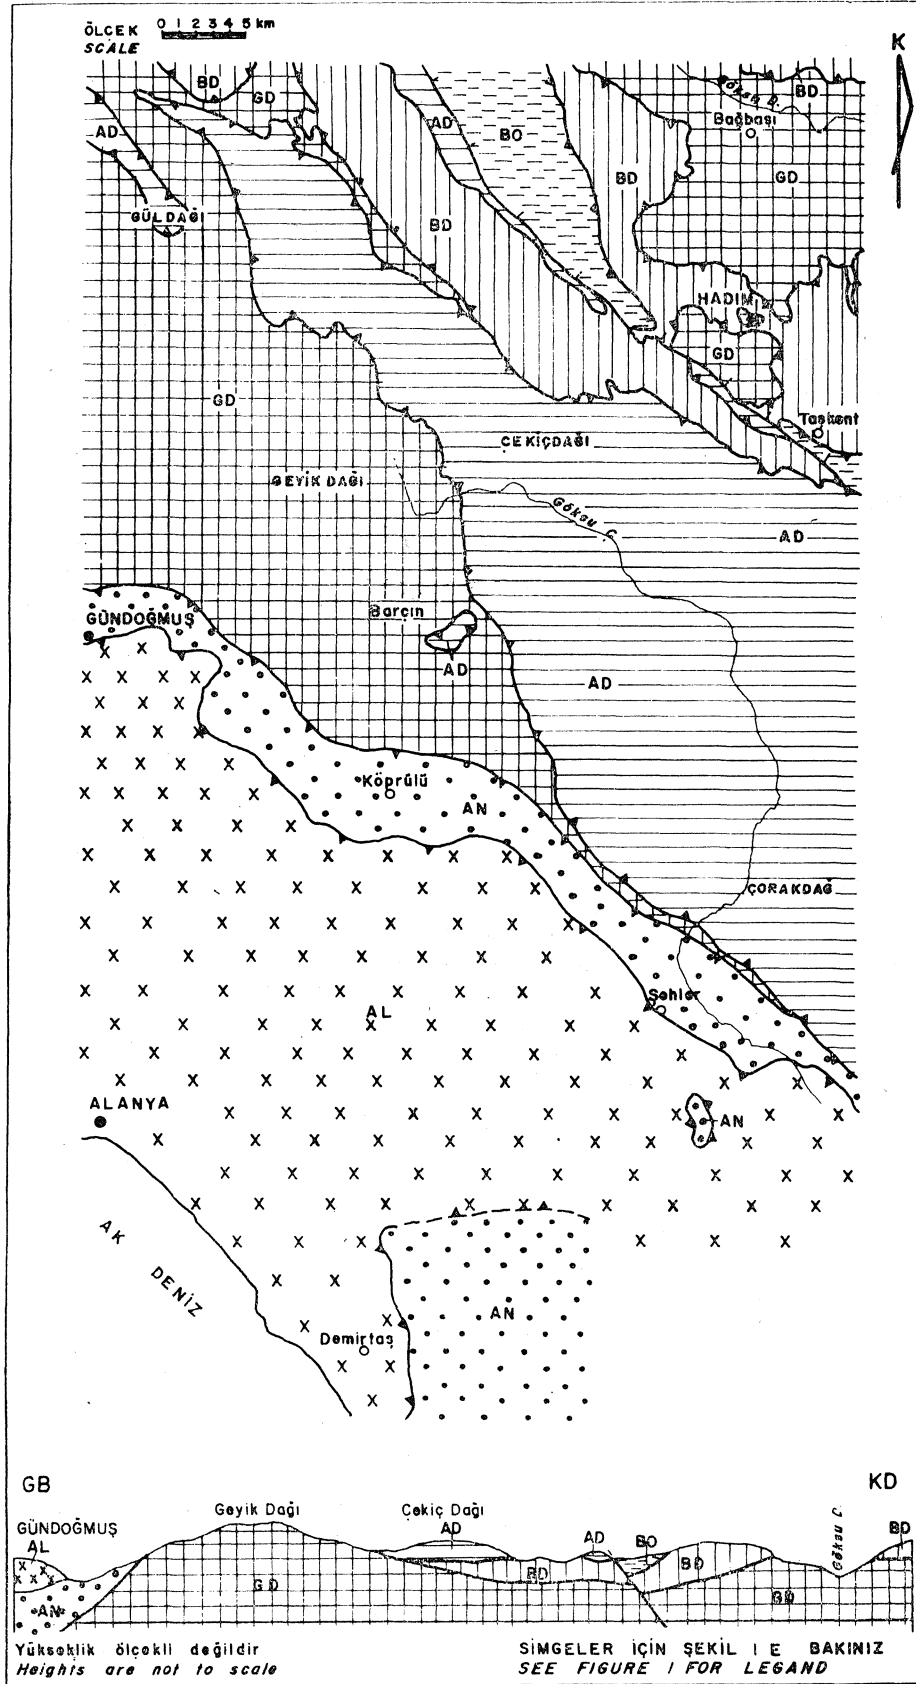 ÖLÇEK 0 1 2 3 4 5 km
SCALE
K
BD
GD
BD
Göksu D.
Bağbaşı
AD
AD
BO
GD
BD
GÜLDAĞI
BD
HADIM
GD
GD
Taşkent
ÇEKİÇDAĞI
GEYİK DAĞI
Göksu Ç.
AD
Barçın
GÜNDOĞMUŞ
AD
AD
Köprülü
AN
ÇORAKDAĞ
Şehler
AL
ALANYA
AN
AK
DENİZ
AN
Demirtaş
GB
KD
Geyik Dağı
Çekiç Dağı
Göksu Ç.
GÜNDOĞMUŞ
AD
AD
BO
BD
AL
BD
BD
GD
GD
AN
Yükseklik ölçekli değildir
Heights are not to scale
SİMGELER İÇİN ŞEKİL I E BAKINIZ
SEE FIGURE I FOR LEGAND